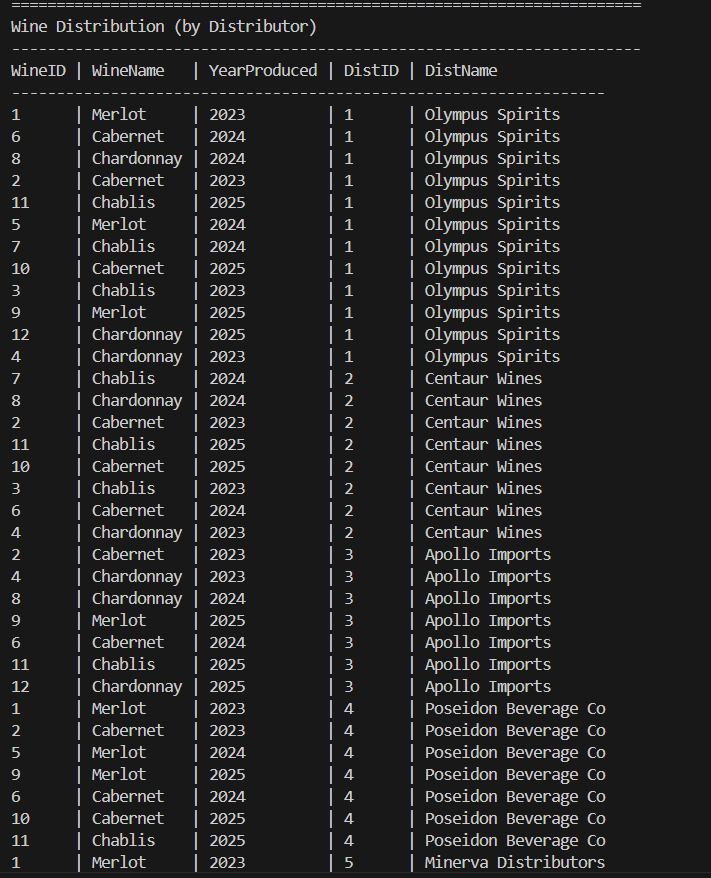 ======================================================================
Wine Distribution (by Distributor)
----------------------------------------------------------------------
WineID | WineName   | YearProduced | DistID | DistName
------------------------------------------------------------------
1      | Merlot     | 2023         | 1      | Olympus Spirits
6      | Cabernet   | 2024         | 1      | Olympus Spirits
8      | Chardonnay | 2024         | 1      | Olympus Spirits
2      | Cabernet   | 2023         | 1      | Olympus Spirits
11     | Chablis    | 2025         | 1      | Olympus Spirits
5      | Merlot     | 2024         | 1      | Olympus Spirits
7      | Chablis    | 2024         | 1      | Olympus Spirits
10     | Cabernet   | 2025         | 1      | Olympus Spirits
3      | Chablis    | 2023         | 1      | Olympus Spirits
9      | Merlot     | 2025         | 1      | Olympus Spirits
12     | Chardonnay | 2025         | 1      | Olympus Spirits
4      | Chardonnay | 2023         | 1      | Olympus Spirits
7      | Chablis    | 2024         | 2      | Centaur Wines
8      | Chardonnay | 2024         | 2      | Centaur Wines
2      | Cabernet   | 2023         | 2      | Centaur Wines
11     | Chablis    | 2025         | 2      | Centaur Wines
10     | Cabernet   | 2025         | 2      | Centaur Wines
3      | Chablis    | 2023         | 2      | Centaur Wines
6      | Cabernet   | 2024         | 2      | Centaur Wines
4      | Chardonnay | 2023         | 2      | Centaur Wines
2      | Cabernet   | 2023         | 3      | Apollo Imports
4      | Chardonnay | 2023         | 3      | Apollo Imports
8      | Chardonnay | 2024         | 3      | Apollo Imports
9      | Merlot     | 2025         | 3      | Apollo Imports
6      | Cabernet   | 2024         | 3      | Apollo Imports
11     | Chablis    | 2025         | 3      | Apollo Imports
12     | Chardonnay | 2025         | 3      | Apollo Imports
1      | Merlot     | 2023         | 4      | Poseidon Beverage Co
2      | Cabernet   | 2023         | 4      | Poseidon Beverage Co
5      | Merlot     | 2024         | 4      | Poseidon Beverage Co
9      | Merlot     | 2025         | 4      | Poseidon Beverage Co
6      | Cabernet   | 2024         | 4      | Poseidon Beverage Co
10     | Cabernet   | 2025         | 4      | Poseidon Beverage Co
11     | Chablis    | 2025         | 4      | Poseidon Beverage Co
1      | Merlot     | 2023         | 5      | Minerva Distributors